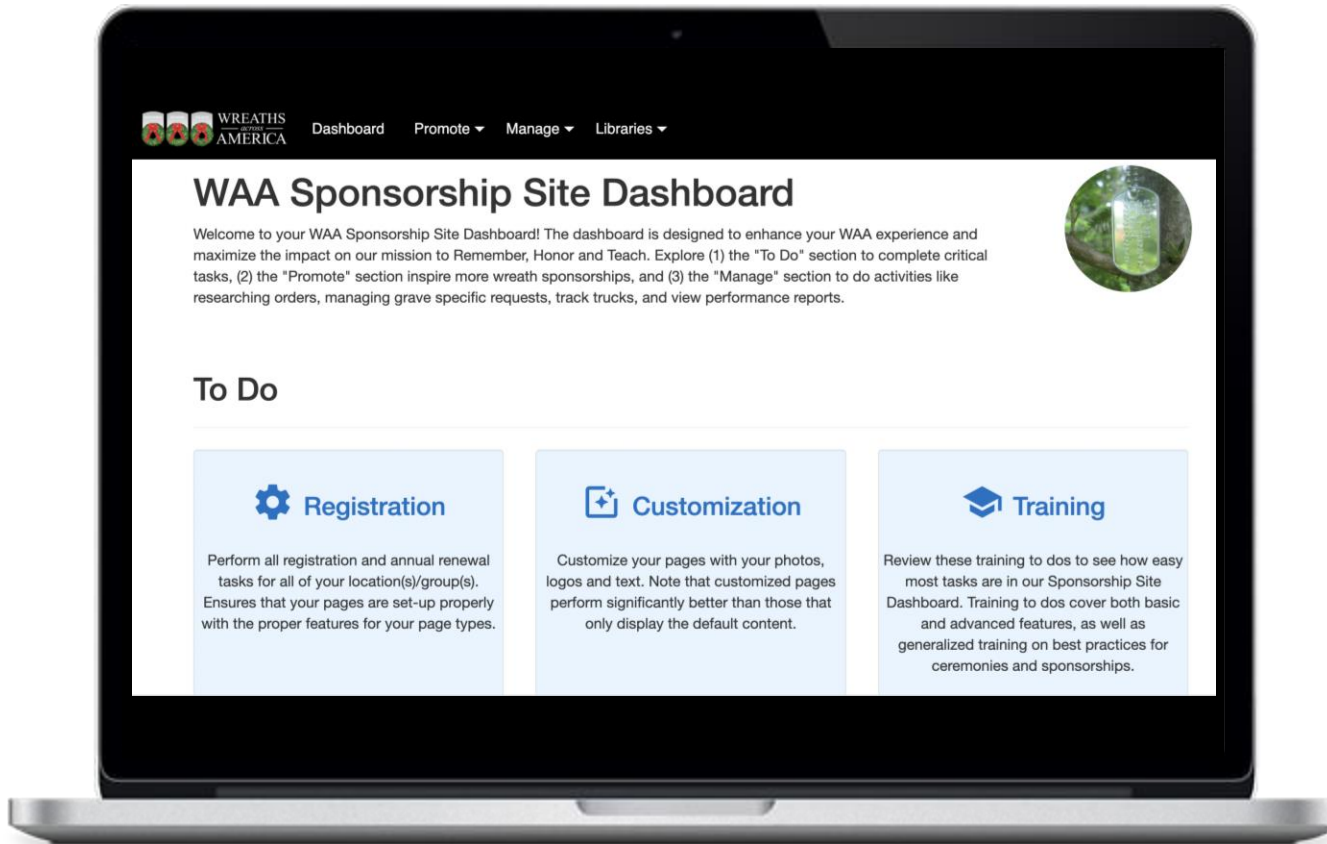 WREATHS
across
AMERICA
Dashboard Promote Manage Libraries
WAA Sponsorship Site Dashboard
Welcome to your WAA Sponsorship Site Dashboard! The dashboard is designed to enhance your WAA experience and
maximize the impact on our mission to Remember, Honor and Teach. Explore (1) the "To Do" section to complete critical
tasks, (2) the "Promote" section inspire more wreath sponsorships, and (3) the "Manage" section to do activities like
researching orders, managing grave specific requests, track trucks, and view performance reports.
To Do
Registration
Perform all registration and annual renewal
tasks for all of your location(s)/group(s).
Ensures that your pages are set-up properly
with the proper features for your page types.
Customization
Customize your pages with your photos,
logos and text. Note that customized pages
perform significantly better than those that
only display the default content.
Training
Review these training to dos to see how easy
most tasks are in our Sponsorship Site
Dashboard. Training to dos cover both basic
and advanced features, as well as
generalized training on best practices for
ceremonies and sponsorships.